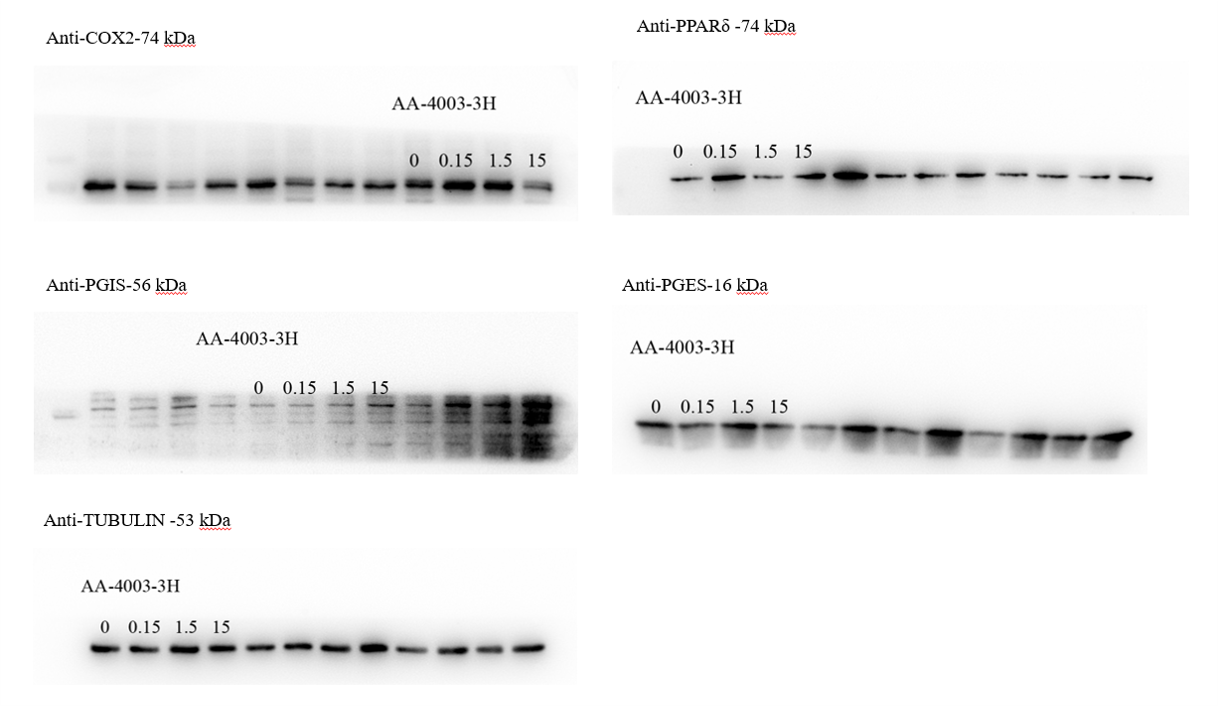 Anti-COX2-74 kDa
AA-4003-3H
0 0.15 1.5 15
Anti-PPARδ -74 kDa
AA-4003-3H
0 0.15 1.5 15
Anti-PGIS-56 kDa
AA-4003-3H
0 0.15 1.5 15
Anti-PGES-16 kDa
AA-4003-3H
0 0.15 1.5 15
Anti-TUBULIN -53 kDa
AA-4003-3H
0 0.15 1.5 15